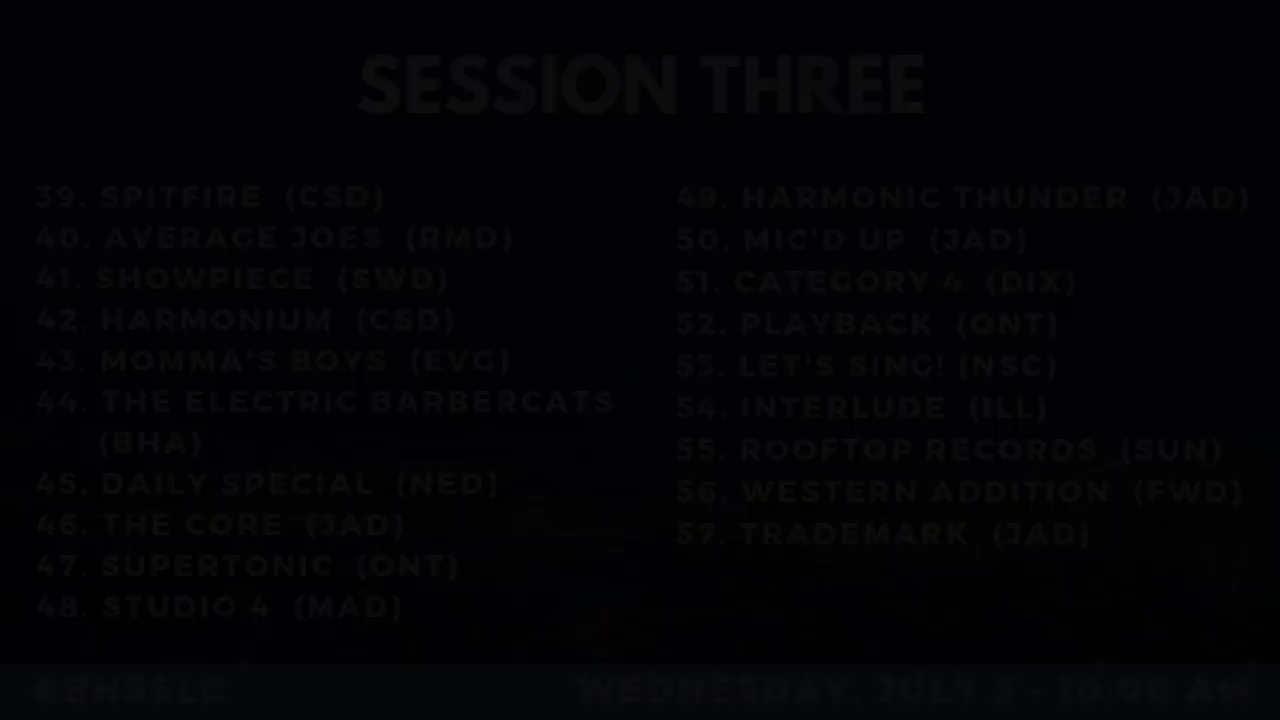 SESSION THREE
39. SPITFIRE (CSD)
40. AVERAGE JOES (RMD)
41. SHOWPIECE (SWD)
42. HARMONIUM (CSD)
43. MOMMA'S BOYS (EVG)
44. THE ELECTRIC BARBERCATS
(BHA)
45. DAILY SPECIAL (NED)
46. THE CORE (JAD)
47. SUPERTONIC (ONT)
48. STUDIO 4 (MAD)
49. HARMONIC THUNDER (JAD)
50. MIC'D UP (JAD)
51. CATEGORY 4 (DIX)
52. PLAYBACK (ONT)
53. LET'S SING! (NSC)
54. INTERLUDE (ILL)
55. ROOFTOP RECORDS (SUN)
56. WESTERN ADDITION (FWD)
57. TRADEMARK (JAD)
WEDNESDAY, JULY 3 -